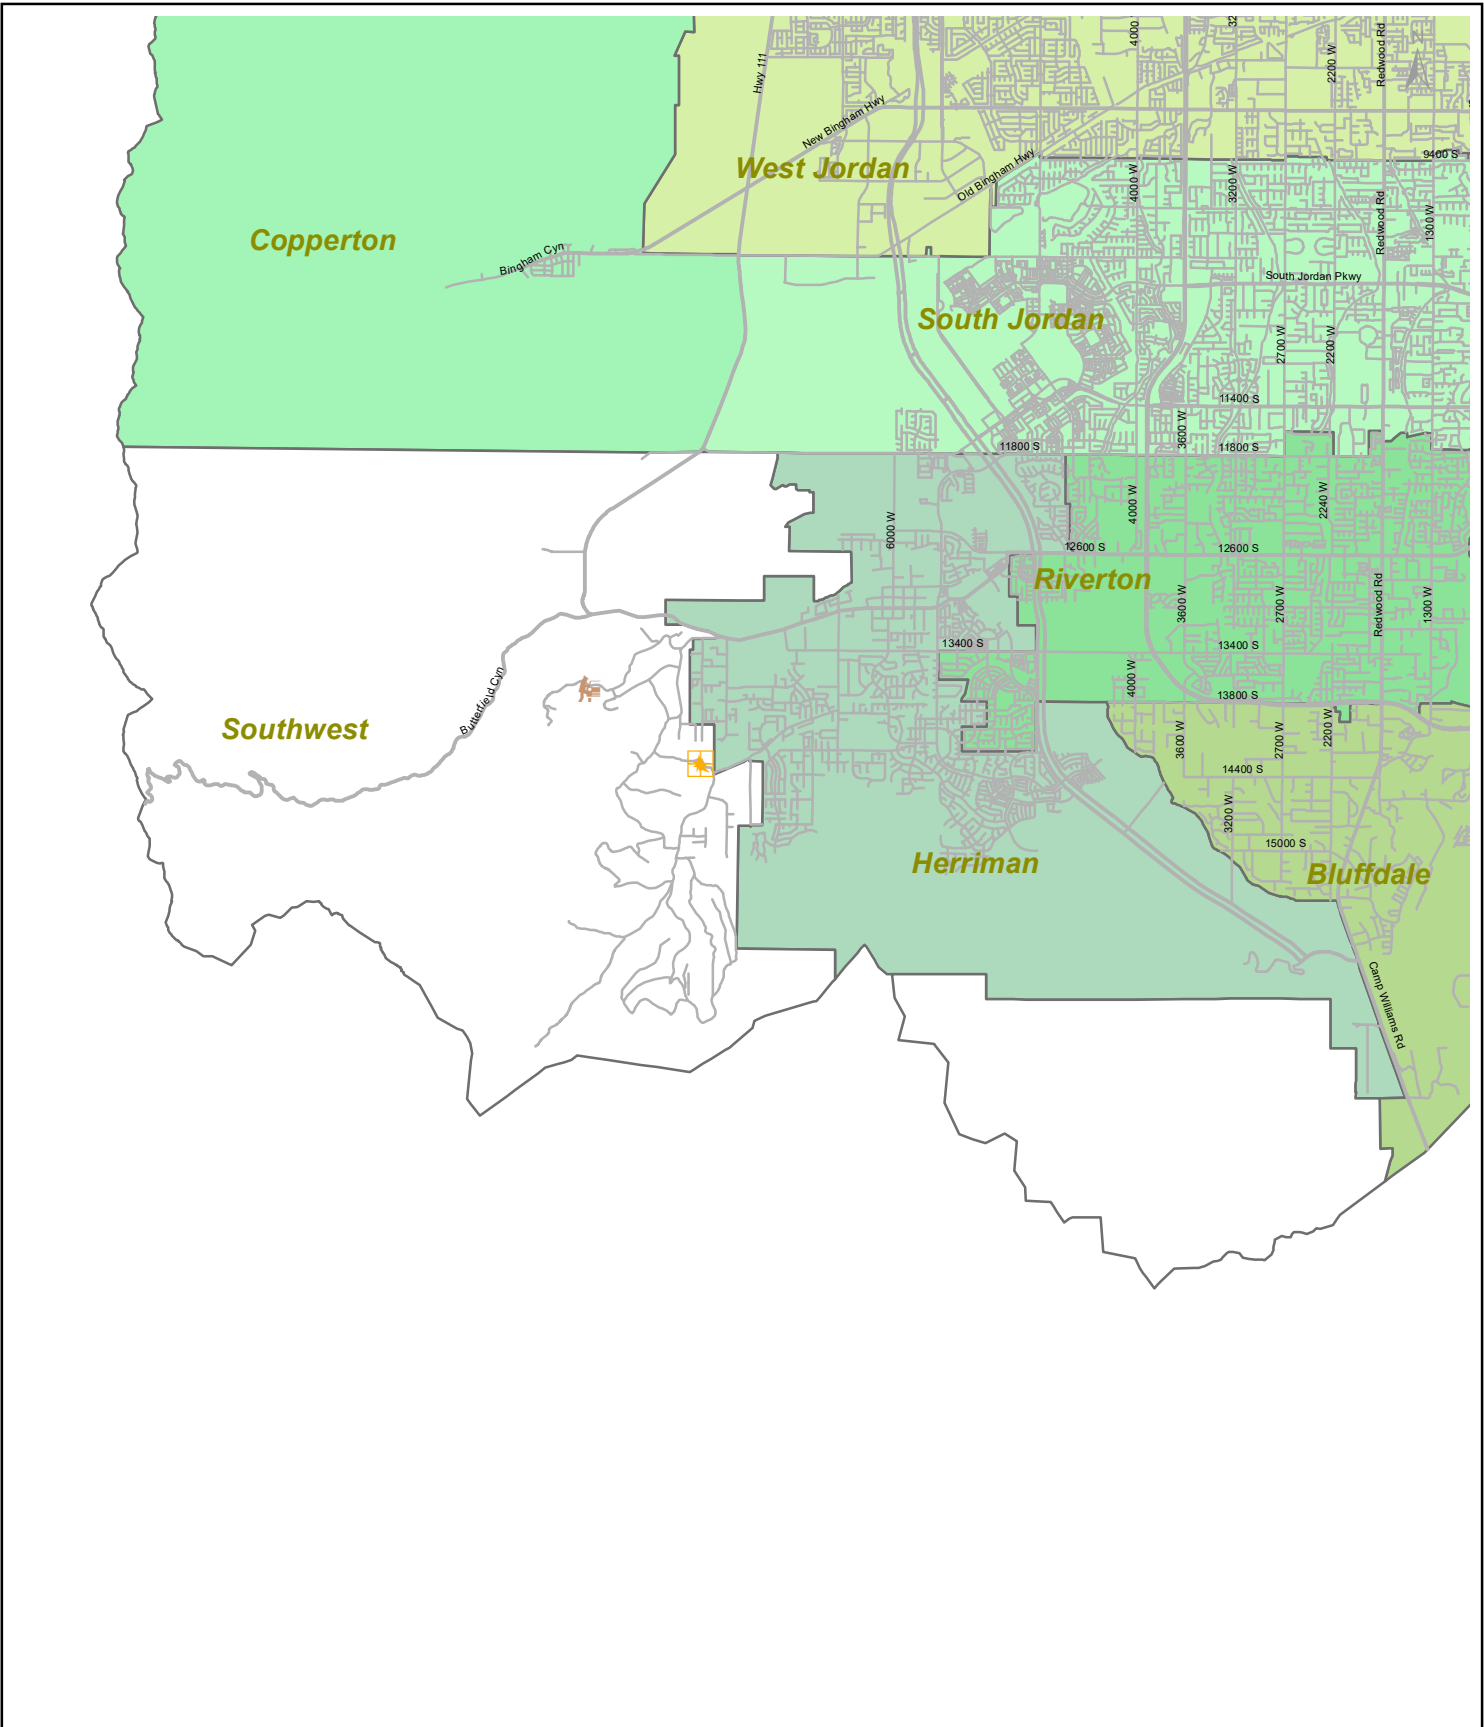 4000
32
2200 W
Redwood Rd
Hwy 111
New Bingham Hwy
West Jordan
Old Bingham Hwy
9400 S
4000 W
3200 W
Redwood Rd
1300 W
Copperton
Bingham Cyn
South Jordan Pkwy
South Jordan
2700 W
2200 W
11400 S
3600 W
11800 S
11800 S
6000 W
4000 W
2240 W
12600 S
12600 S
Riverton
3600 W
2700 W
Redwood Rd
1300 W
13400 S
13400 S
4000 W
13800 S
Butterfield Cyn
Southwest
3600 W
2700 W
2200 W
14400 S
3200 W
15000 S
Herriman
Bluffdale
Camp Williams Rd